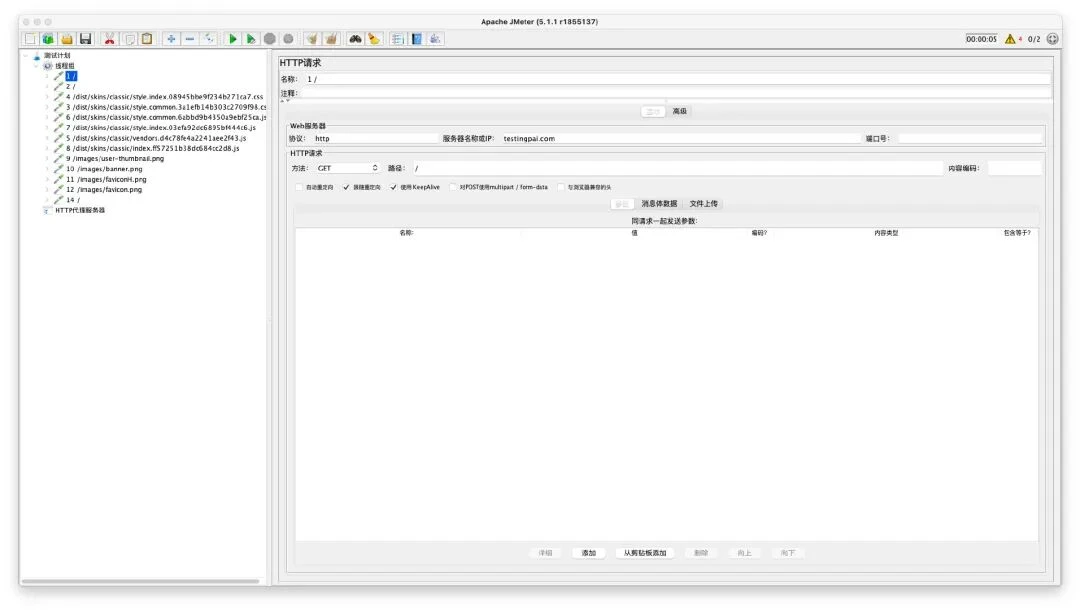 Apache JMeter (5.1.1 r1855137)
00:00:05 4 0/2
测试计划
线程组
1 /
2 /
4 /dist/skins/classic/style.index.08945bbe9f234b271ca7.css
3 /dist/skins/classic/style.common.3a1efb14b303c2709f98.cs
6 /dist/skins/classic/style.common.6abbd9b4350a9ebf25ca.js
7 /dist/skins/classic/style.index.03efa92dc6895bf444c6.js
5 /dist/skins/classic/vendors.d4c78fe4a2241aee2f43.js
8 /dist/skins/classic/index.ff57251b38dc684cc2d8.js
9 /images/user-thumbnail.png
10 /images/banner.png
11 /images/faviconH.png
12 /images/favicon.png
14 /
HTTP代理服务器
HTTP请求
名称: 1 /
注释:
基本 高级
Web服务器
协议: http 服务器名称或IP: testingpai.com 端口号:
HTTP请求
方法: GET 路径: / 内容编码:
自动重定向 跟随重定向 使用 KeepAlive 对POST使用multipart / form-data 与浏览器兼容的头
参数 消息体数据 文件上传
同请求一起发送参数:
名称: 值 编码? 内容类型 包含等于?
详细 添加 从剪贴板添加 删除 向上 向下